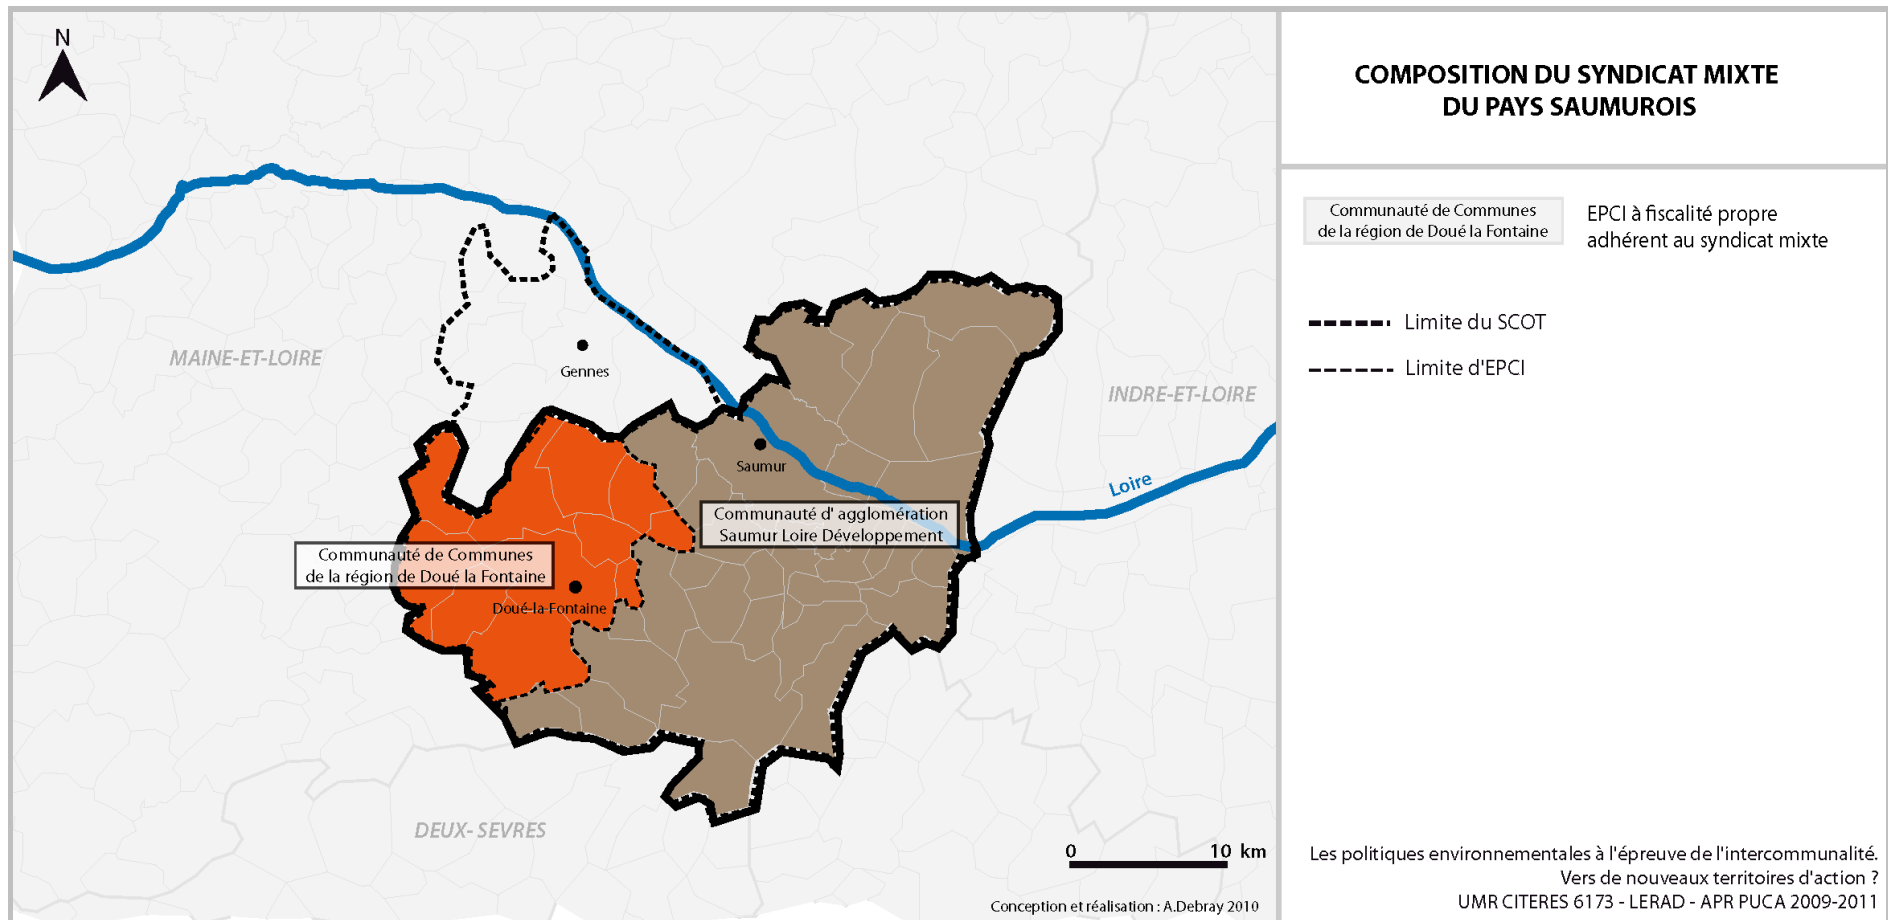 N
MAINE-ET-LOIRE
Gennes
INDRE-ET-LOIRE
Saumur
Loire
Communauté d' agglomération
Saumur Loire Développement
Communauté de Communes
de la région de Doué la Fontaine
Doué-la-Fontaine
DEUX- SEVRES
0 10 km
Conception et réalisation : A.Debray 2010
COMPOSITION DU SYNDICAT MIXTE
DU PAYS SAUMUROIS
Communauté de Communes
de la région de Doué la Fontaine
EPCI à fiscalité propre
adhérent au syndicat mixte
Limite du SCOT
Limite d'EPCI
Les politiques environnementales à l'épreuve de l'intercommunalité.
Vers de nouveaux territoires d'action ?
UMR CITERES 6173 - LERAD - APR PUCA 2009-2011